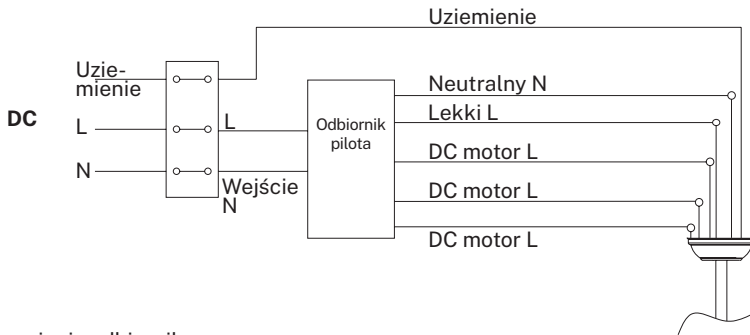 Uziemienie
Uzie-
mienie
Neutralny N
DC
Lekki L
L
L
Odbiornik
pilota
DC motor L
N
Wejście
N
DC motor L
DC motor L